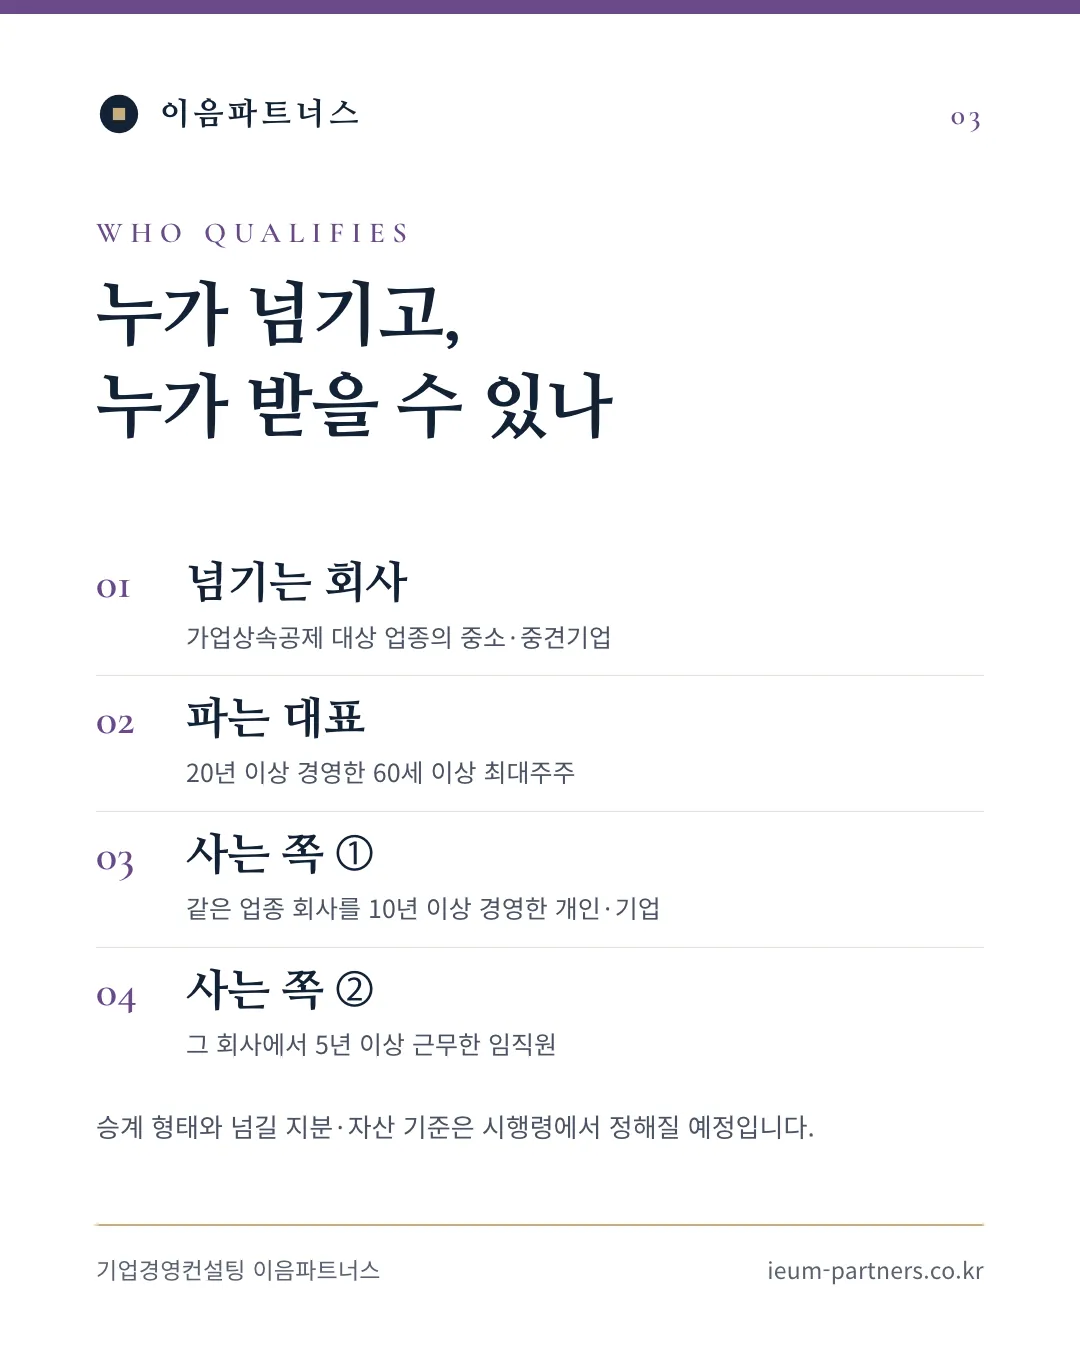 이음파트너스
03
WHO QUALIFIES
누가 넘기고,
누가 받을 수 있나
01 넘기는 회사
가업상속공제 대상 업종의 중소·중견기업
02 파는 대표
20년 이상 경영한 60세 이상 최대주주
03 사는 쪽 ①
같은 업종 회사를 10년 이상 경영한 개인·기업
04 사는 쪽 ②
그 회사에서 5년 이상 근무한 임직원
승계 형태와 넘길 지분·자산 기준은 시행령에서 정해질 예정입니다.
기업경영컨설팅 이음파트너스
ieum-partners.co.kr